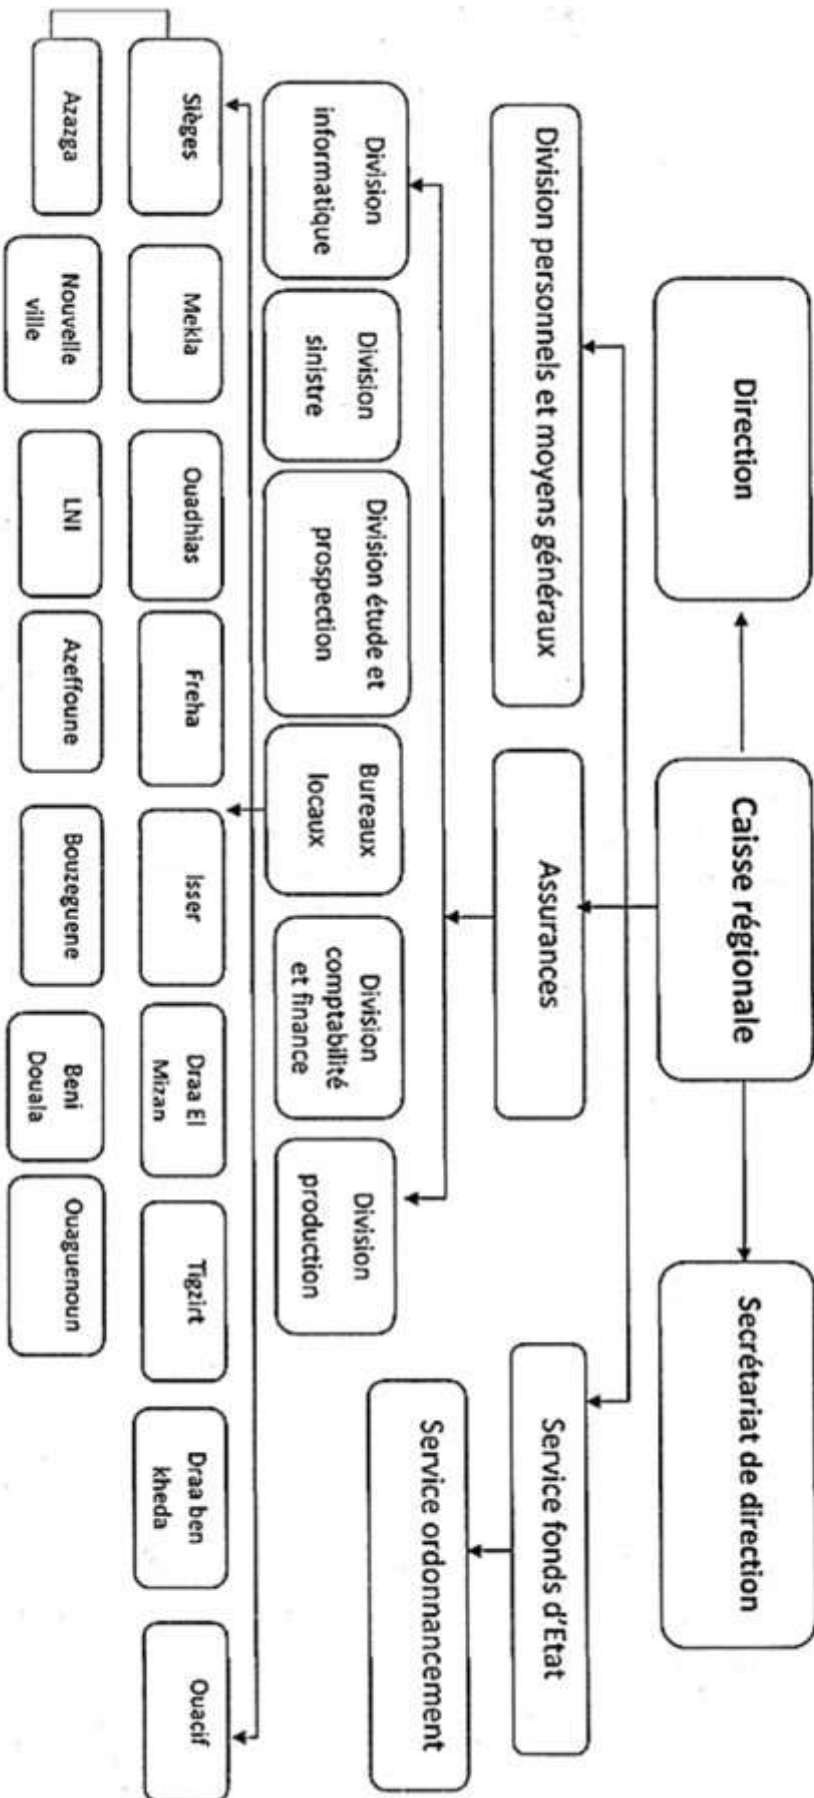 Direction
Caisse régionale
Secrétariat de direction
Division personnels et moyens généraux
Assurances
Service fonds d'Etat
Service ordonnancement
Division
informatique
Division
sinistre
Division étude et
prospection
Bureaux
locaux
Division
comptabilité
et finance
Division
production
Sièges
Mekla
Ouadhias
Freha
Isser
Draa El
Mizan
Tigzirt
Draa ben
kheda
Ouacif
Azazga
Nouvelle
ville
LNI
Azeffoune
Bouzeguene
Beni
Douala
Ouaguenoun